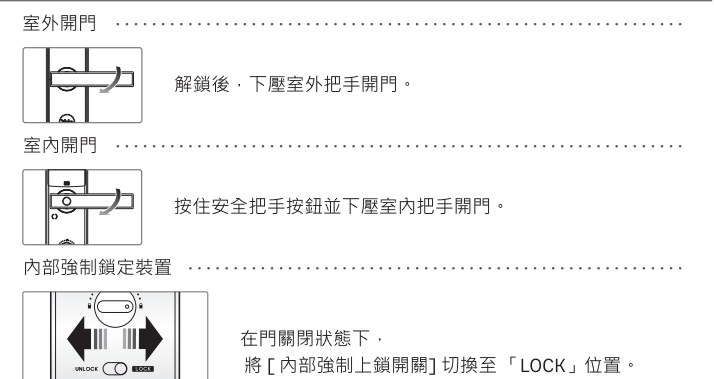 室外開門
解鎖後，下壓室外把手開門。
室內開門
按住安全把手按鈕並下壓室內把手開門。
內部強制鎖定裝置
UNLOCK LOCK
在門關閉狀態下，
將 [ 內部強制上鎖開關] 切換至 「LOCK」位置。